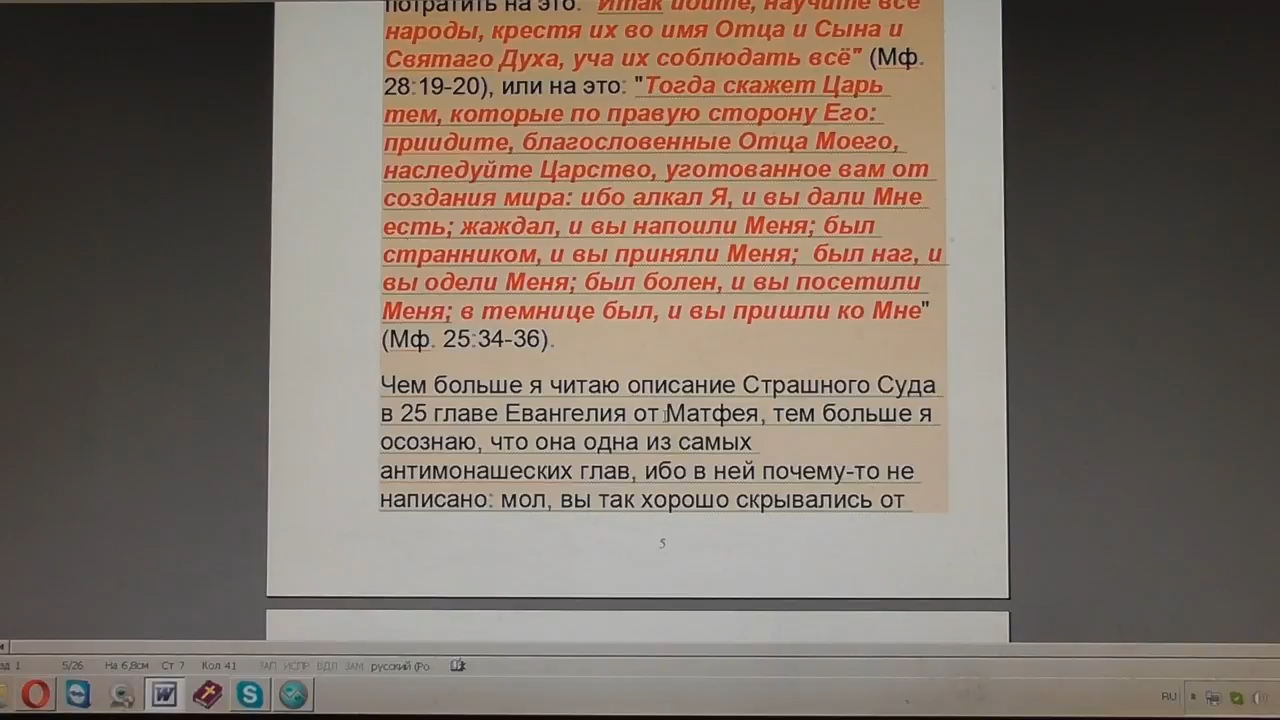 потратить на это: "Итак идите, научите все
народы, крестя их во имя Отца и Сына и
Святаго Духа, уча их соблюдать всё" (Мф.
28:19-20), или на это: "Тогда скажет Царь
тем, которые по правую сторону Его:
приидите, благословенные Отца Моего,
наследуйте Царство, уготованное вам от
создания мира: ибо алкал Я, и вы дали Мне
есть; жаждал, и вы напоили Меня; был
странником, и вы приняли Меня; был наг, и
вы одели Меня; был болен, и вы посетили
Меня; в темнице был, и вы пришли ко Мне"
(Мф. 25:34-36).
Чем больше я читаю описание Страшного Суда
в 25 главе Евангелия от Матфея, тем больше я
осознаю, что она одна из самых
антимонашеских глав, ибо в ней почему-то не
написано: мол, вы так хорошо скрывались от
5
зд 1 5/26 На 6,8см Ст 7 Кол 41 ЗАП ИСПР ВДЛ ЗАМ русский (Ро
RU